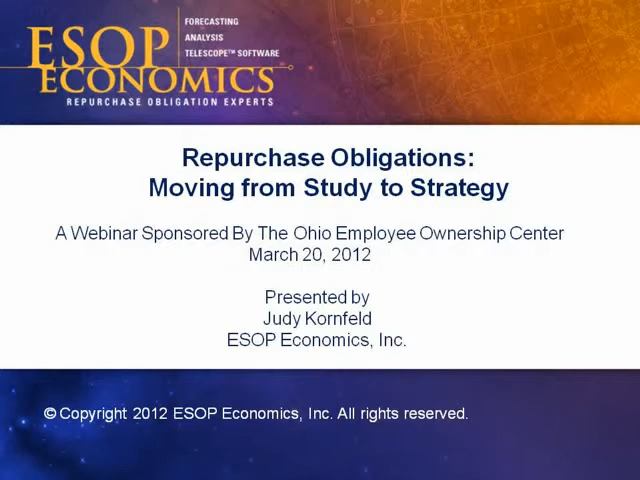 FORECASTING
ANALYSIS
TELESCOPE™ SOFTWARE
ESOP
ECONOMICS
REPURCHASE OBLIGATION EXPERTS
Repurchase Obligations:
Moving from Study to Strategy
A Webinar Sponsored By The Ohio Employee Ownership Center
March 20, 2012
Presented by
Judy Kornfeld
ESOP Economics, Inc.
© Copyright 2012 ESOP Economics, Inc. All rights reserved.